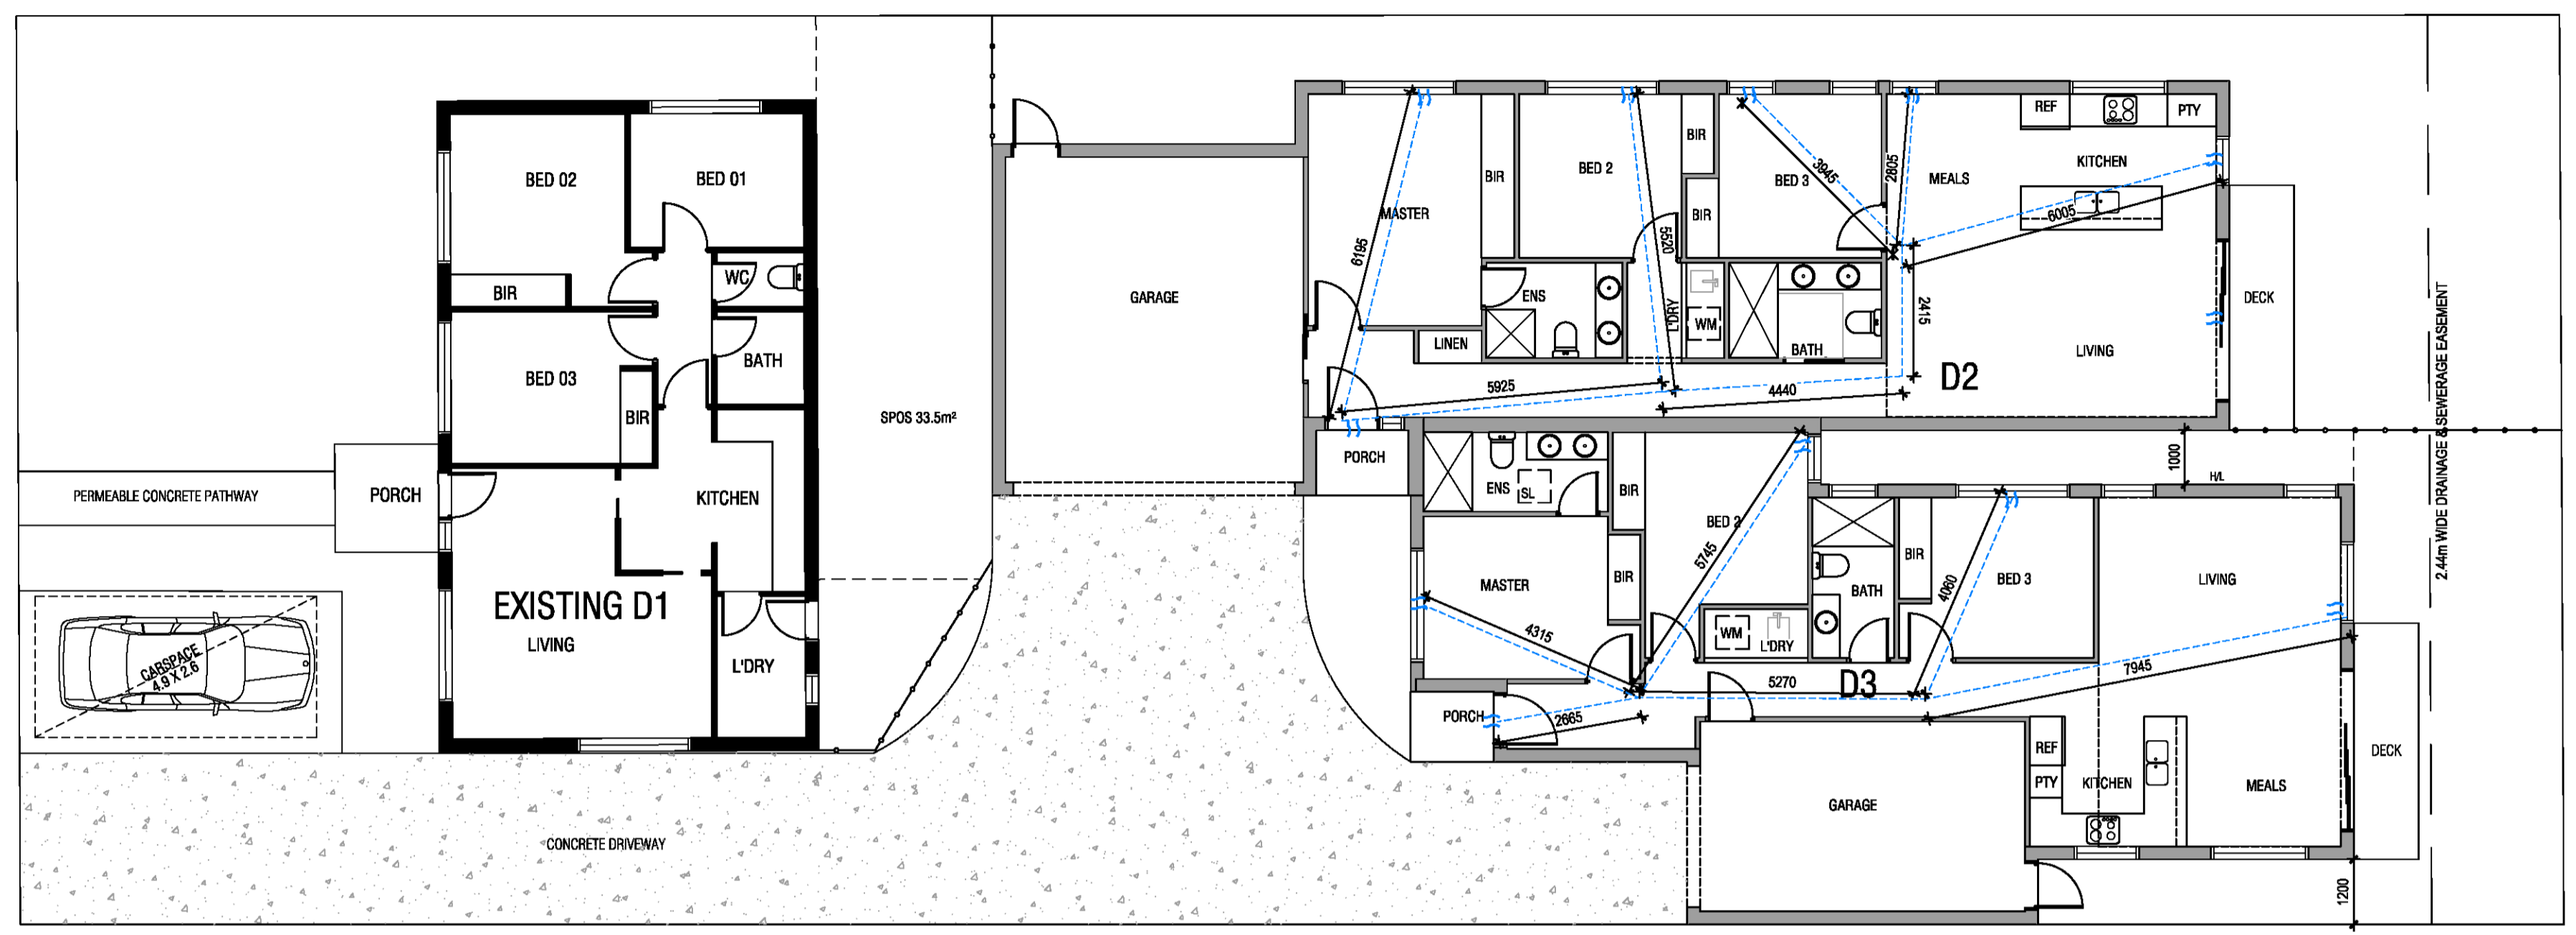 BED 02
BED 01
BIR
WC
BED 03
BATH
BIR
PERMEABLE CONCRETE PATHWAY
PORCH
KITCHEN
EXISTING D1
LIVING
L'DRY
CARSPACE
4.9 X 2.6
CONCRETE DRIVEWAY
SPOS 33.5m²
GARAGE
MASTER
6195
BIR
BED 2
BIR
BIR
5520
BED 3
3945
2805
MEALS
REF
PTY
KITCHEN
6005
ENS
L'DRY
WM
BATH
LINEN
2415
LIVING
DECK
D2
5925
4440
PORCH
2.44m WIDE DRAINAGE & SEWERAGE EASEMENT
1000
H/L
ENS
SL
BIR
BED 2
5745
MASTER
BIR
4315
WM
L'DRY
BATH
BIR
BED 3
4060
LIVING
7945
5270
D3
PORCH
2665
REF
PTY
KITCHEN
MEALS
DECK
GARAGE
1200